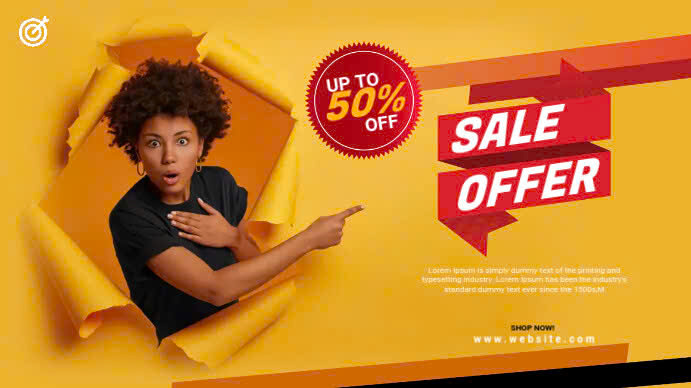 UP TO
50%
OFF
SALE
OFFER
Lorem Ipsum is simply dummy text of the printing and
typesetting industry. Lorem Ipsum has been the industry's
standard dummy text ever since the 1500s,M
SHOP NOW!
www.website.com